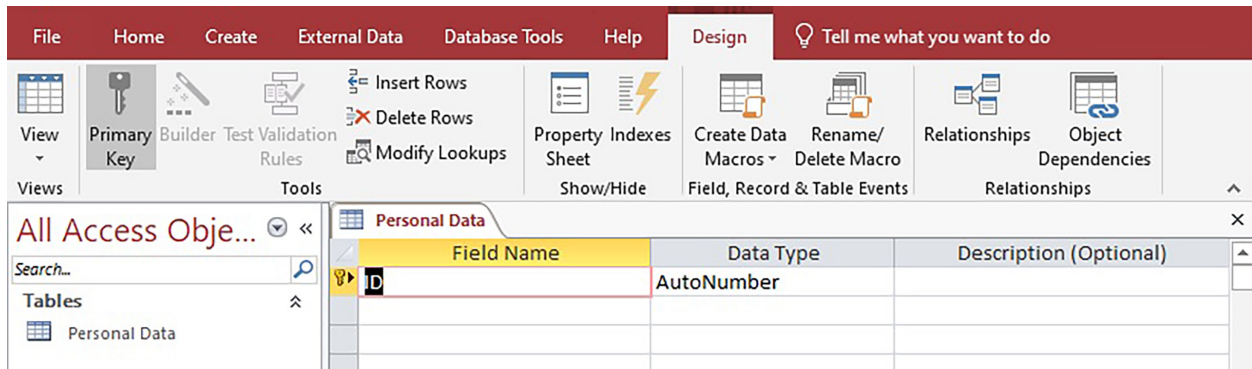 File Home Create External Data Database Tools Help Design Tell me what you want to do
View
Primary
Key
Builder
Test Validation
Rules
Insert Rows
Delete Rows
Modify Lookups
Property
Sheet
Indexes
Create Data
Macros
Rename/
Delete Macro
Relationships
Object
Dependencies
Views Tools Show/Hide Field, Record & Table Events Relationships
All Access Obje...
Search...
Tables
Personal Data
Personal Data
Field Name Data Type Description (Optional)
ID AutoNumber